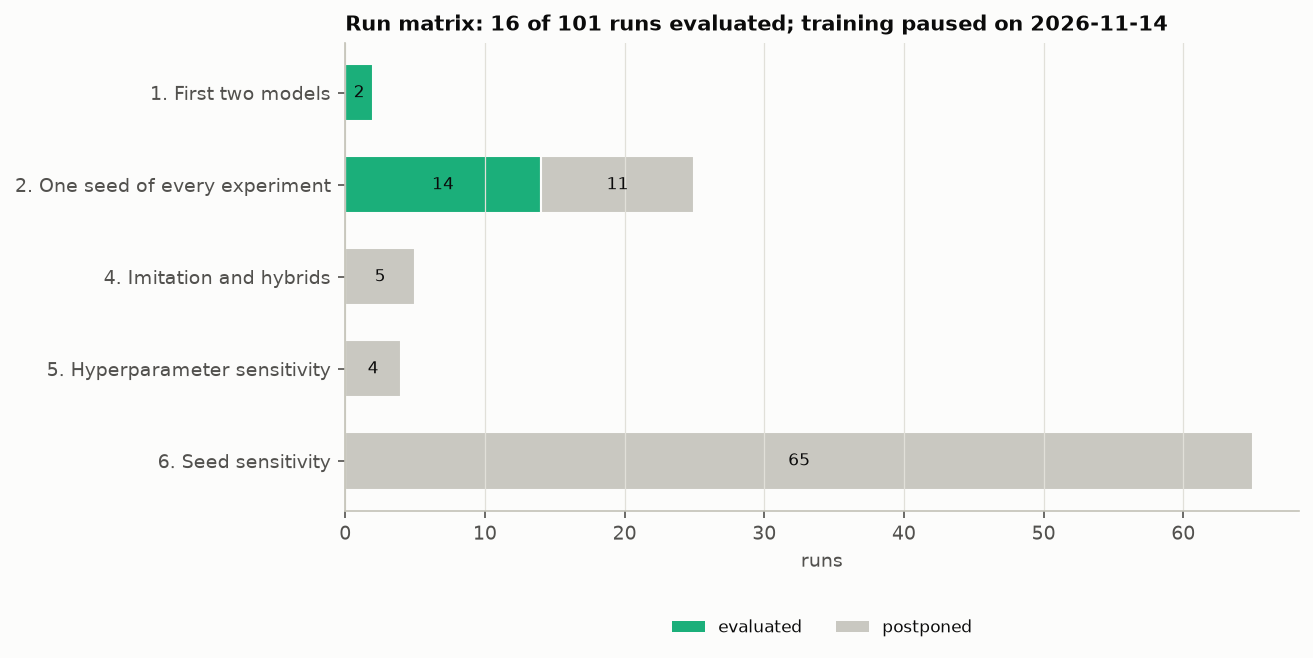 Run matrix: 16 of 101 runs evaluated; training paused on 2026-11-14
1. First two models
2
2. One seed of every experiment
14
11
4. Imitation and hybrids
5
5. Hyperparameter sensitivity
4
6. Seed sensitivity
65
0 10 20 30 40 50 60
runs
evaluated postponed